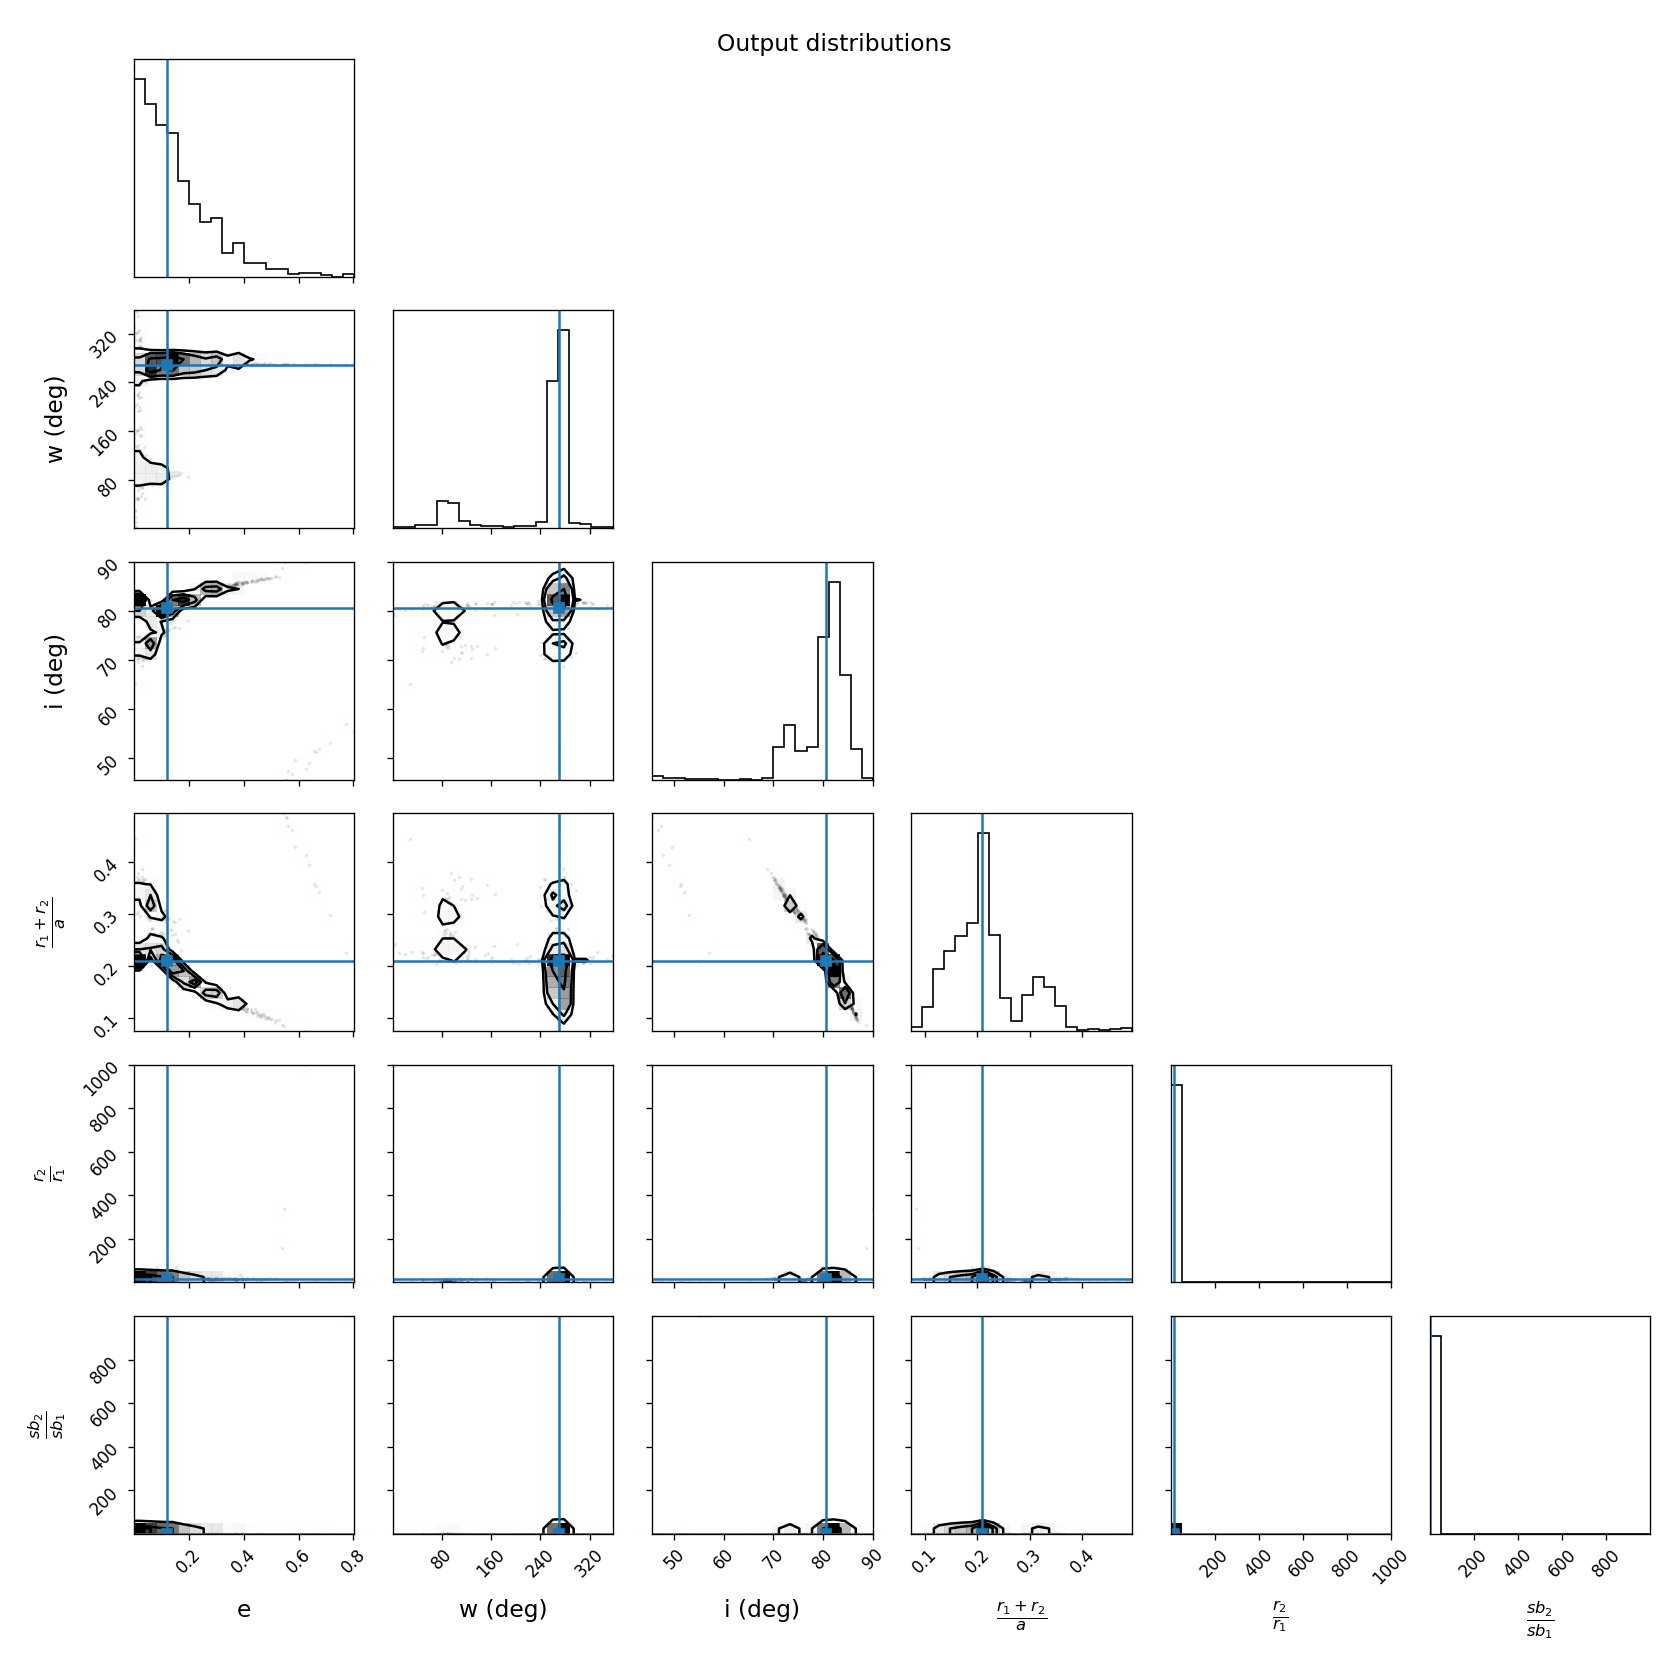 Output distributions
w (deg)
320
240
160
80
i (deg)
90
80
70
60
50
r1 + r2
a
0.4
0.3
0.2
0.1
r2
r1
1000
800
600
400
200
sb2
sb1
800
600
400
200
0.2 0.4 0.6 0.8 80 160 240 320 50 60 70 80 90 0.1 0.2 0.3 0.4 200 400 600 800 1000 200 400 600 800
e w (deg) i (deg) r1 + r2 r2 sb2
a r1 sb1